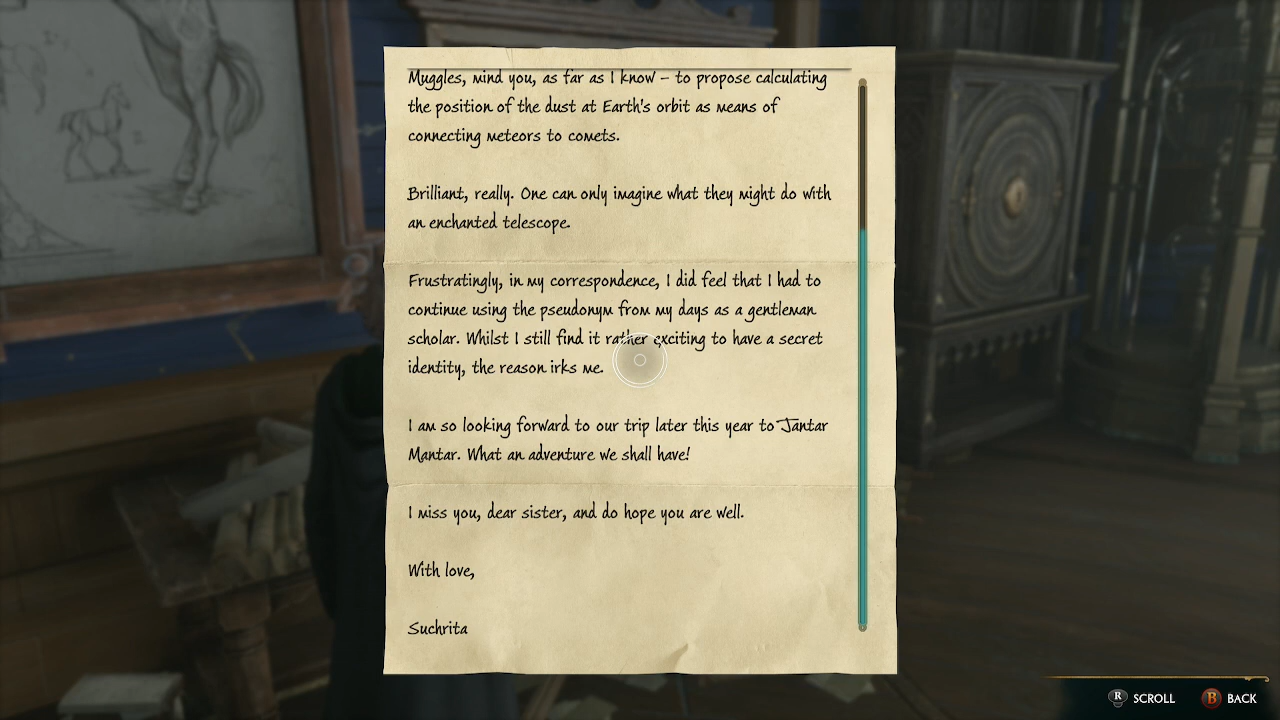 Muggles, mind you, as far as I know – to propose calculating
the position of the dust at Earth's orbit as means of
connecting meteors to comets.
Brilliant, really. One can only imagine what they might do with
an enchanted telescope.
Frustratingly, in my correspondence, I did feel that I had to
continue using the pseudonym from my days as a gentleman
scholar. Whilst I still find it rather exciting to have a secret
identity, the reason irks me.
I am so looking forward to our trip later this year to Jantar
Mantar. What an adventure we shall have!
I miss you, dear sister, and do hope you are well.
With love,
Suchrita
R SCROLL B BACK